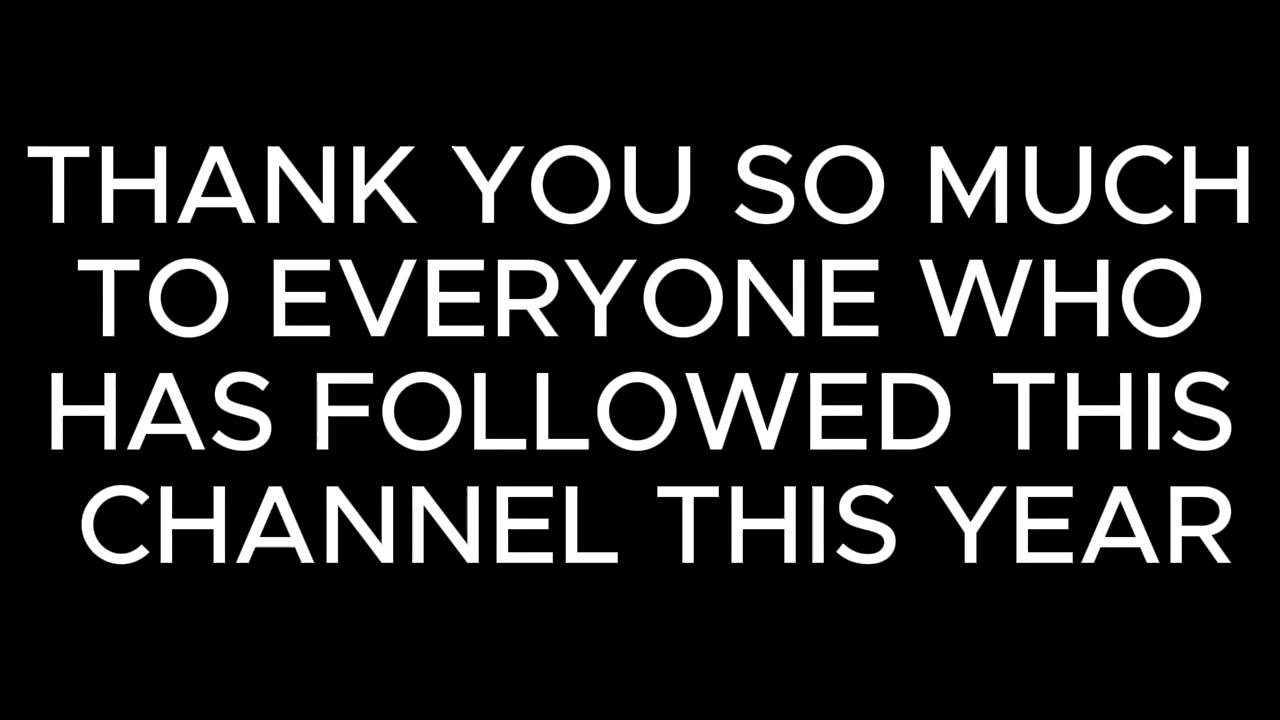 THANK YOU SO MUCH
TO EVERYONE WHO
HAS FOLLOWED THIS
CHANNEL THIS YEAR